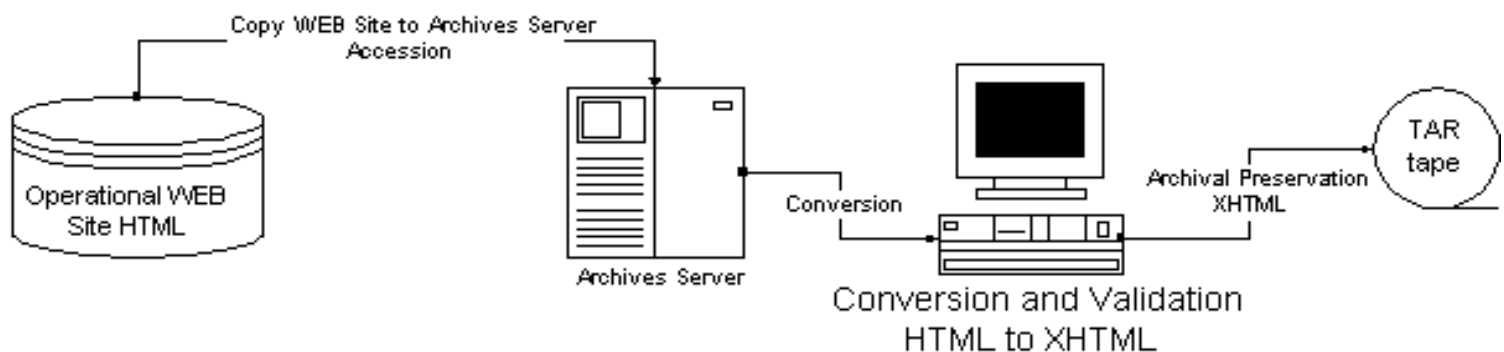 Copy WEB Site to Archives Server
Accession
Operational WEB
Site HTML
Archives Server
Conversion
Conversion and Validation
HTML to XHTML
Archival Preservation
XHTML
TAR
tape